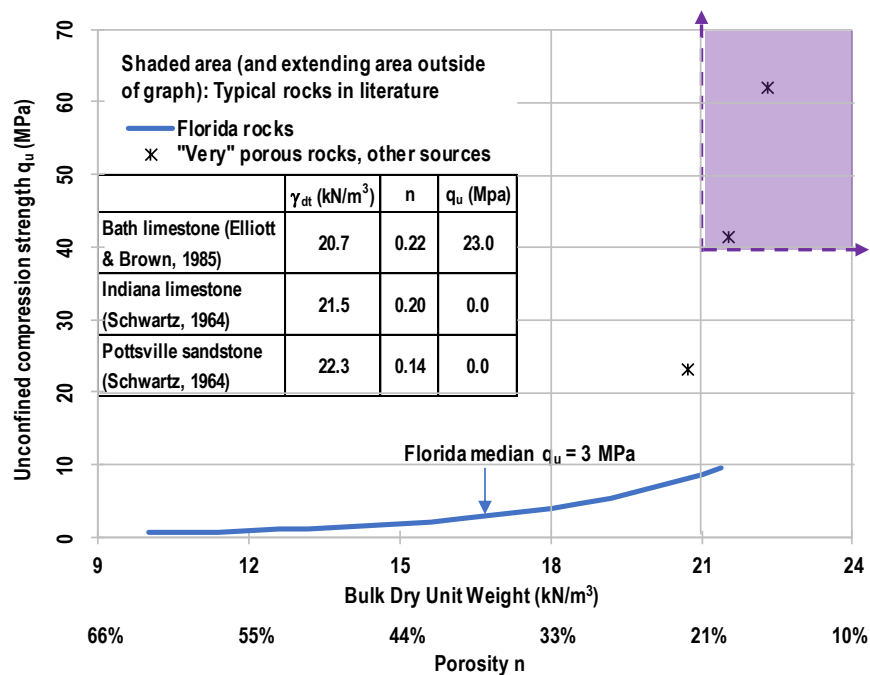 70
60
50
40
30
20
10
0
Unconfined compression strength qu (MPa)
Shaded area (and extending area outside
of graph): Typical rocks in literature
Florida rocks
"Very" porous rocks, other sources
γdt (kN/m³) n qu (Mpa)
Bath limestone (Elliott
& Brown, 1985) 20.7 0.22 23.0
Indiana limestone
(Schwartz, 1964) 21.5 0.20 0.0
Pottsville sandstone
(Schwartz, 1964) 22.3 0.14 0.0
Florida median qu = 3 MPa
9 12 15 18 21 24
Bulk Dry Unit Weight (kN/m³)
66% 55% 44% 33% 21% 10%
Porosity n